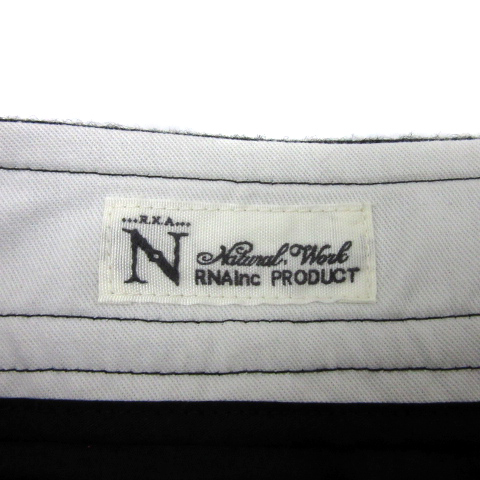 ...R.N.A...
N Natural, Work
RNAInc PRODUCT